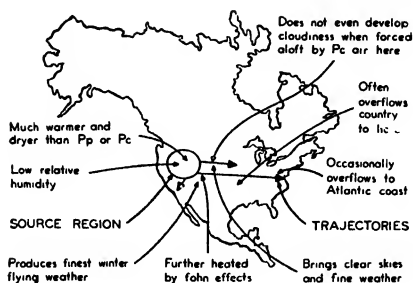 Does not even develop
cloudiness when forced
aloft by Pc air here
Often
overflows
country
to
Much warmer and
dryer than Pp or Pc
Low relative
humidity
Occasionally
overflows to
Atlantic coast
SOURCE REGION
TRAJECTORIES
Produces finest winter
flying weather
Further heated
by fohn effects
Brings clear skies
and fine weather